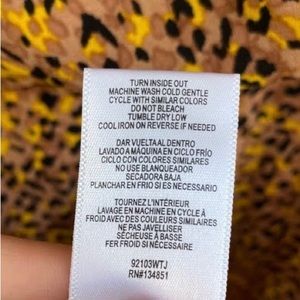 TURN INSIDE OUT
MACHINE WASH COLD GENTLE
CYCLE WITH SIMILAR COLORS
DO NOT BLEACH
TUMBLE DRY LOW
COOL IRON ON REVERSE IF NEEDED
DAR VUELTA AL DENTRO
LAVADO A MÁQUINA EN CICLO FRÍO
CICLO CON COLORES SIMILARES
NO USE BLANQUEADOR
SECADORA BAJA
PLANCHAR EN FRIO SI ES NECESSARIO
TOURNEZ L'INTÉRIEUR
LAVAGE EN MACHINE EN CYCLE À
FROID AVEC DES COULEURS SIMILAIRES
NE PAS JAVELLISER
SÉCHEUSE À BASSE
FER FROID SI NÉCESSAIRE
92103WTJ
RN#134851